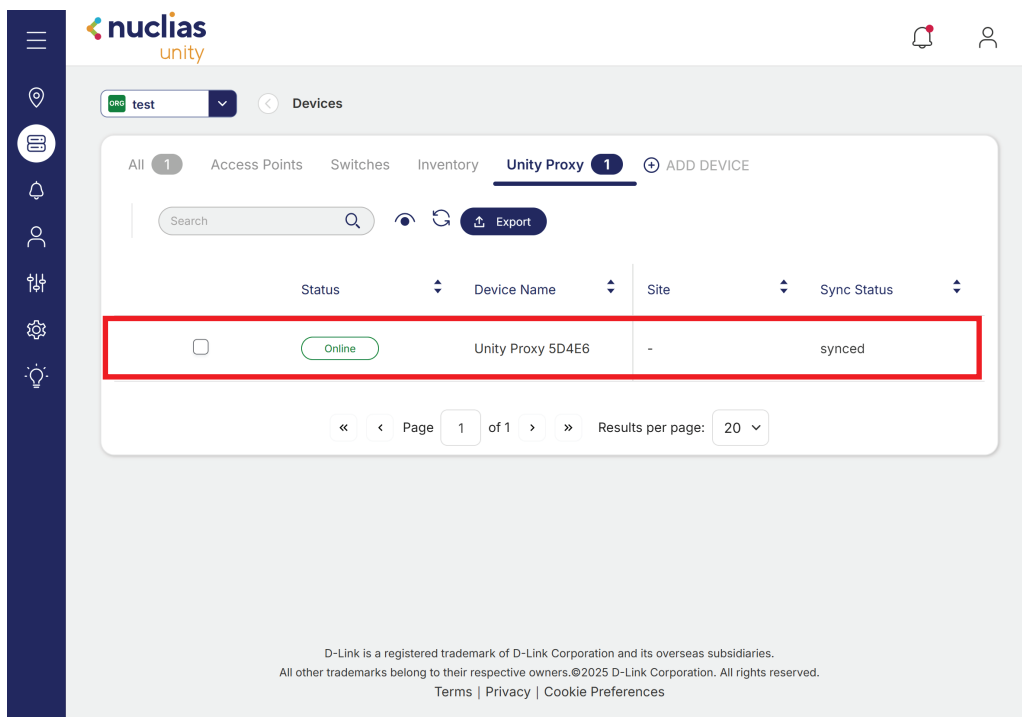 nuclias
unity
ORG test Devices
All 1 Access Points Switches Inventory Unity Proxy 1 ADD DEVICE
Search Export
Status Device Name Site Sync Status
Online Unity Proxy 5D4E6 - synced
« ‹ Page 1 of 1 › » Results per page: 20
D-Link is a registered trademark of D-Link Corporation and its overseas subsidiaries.
All other trademarks belong to their respective owners.©2025 D-Link Corporation. All rights reserved.
Terms | Privacy | Cookie Preferences